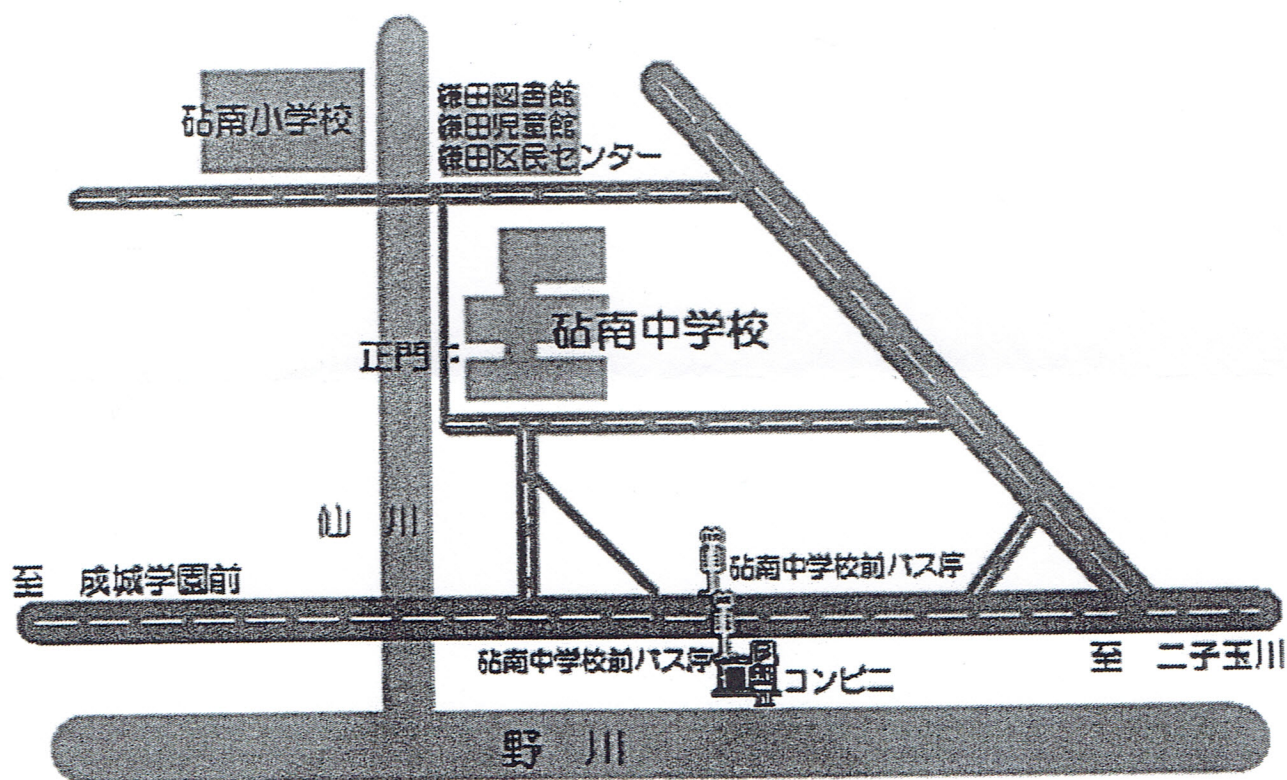 砧南小学校
鎌田図書館
鎌田児童館
鎌田区民センター
砧南中学校
正門
仙川
至 成城学園前
砧南中学校前バス停
砧南中学校前バス停
コンビニ
至 二子玉川
野川